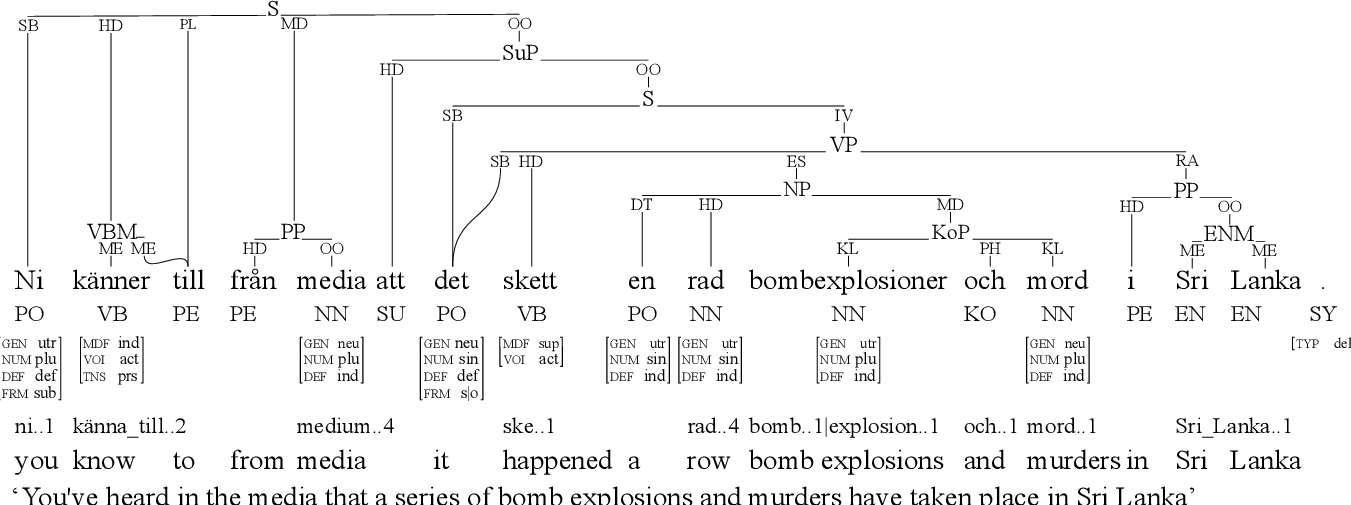 S
SB HD PL MD OO
SuP
HD OO
S
SB IV
VP
SB HD ES RA
NP PP
DT HD MD HD OO
VBM PP KoP ENM
ME ME HD OO KL PH KL ME ME
Ni känner till från media att det skett en rad bombexplosioner och mord i Sri Lanka .
PO VB PE PE NN SU PO VB PO NN NN KO NN PE EN EN SY
GEN utr MDF ind GEN neu GEN neu MDF sup GEN utr GEN utr GEN utr GEN neu TYP del
NUM plu VOI act NUM plu NUM sin VOI act NUM sin NUM sin NUM plu NUM plu
DEF def TNS prs DEF ind DEF def DEF ind DEF ind DEF ind DEF ind
FRM sub FRM s|o
ni..1 känna_till..2 medium..4 ske..1 rad..4 bomb..1|explosion..1 och..1 mord..1 Sri_Lanka..1
you know to from media it happened a row bomb explosions and murders in Sri Lanka
‘You've heard in the media that a series of bomb explosions and murders have taken place in Sri Lanka’